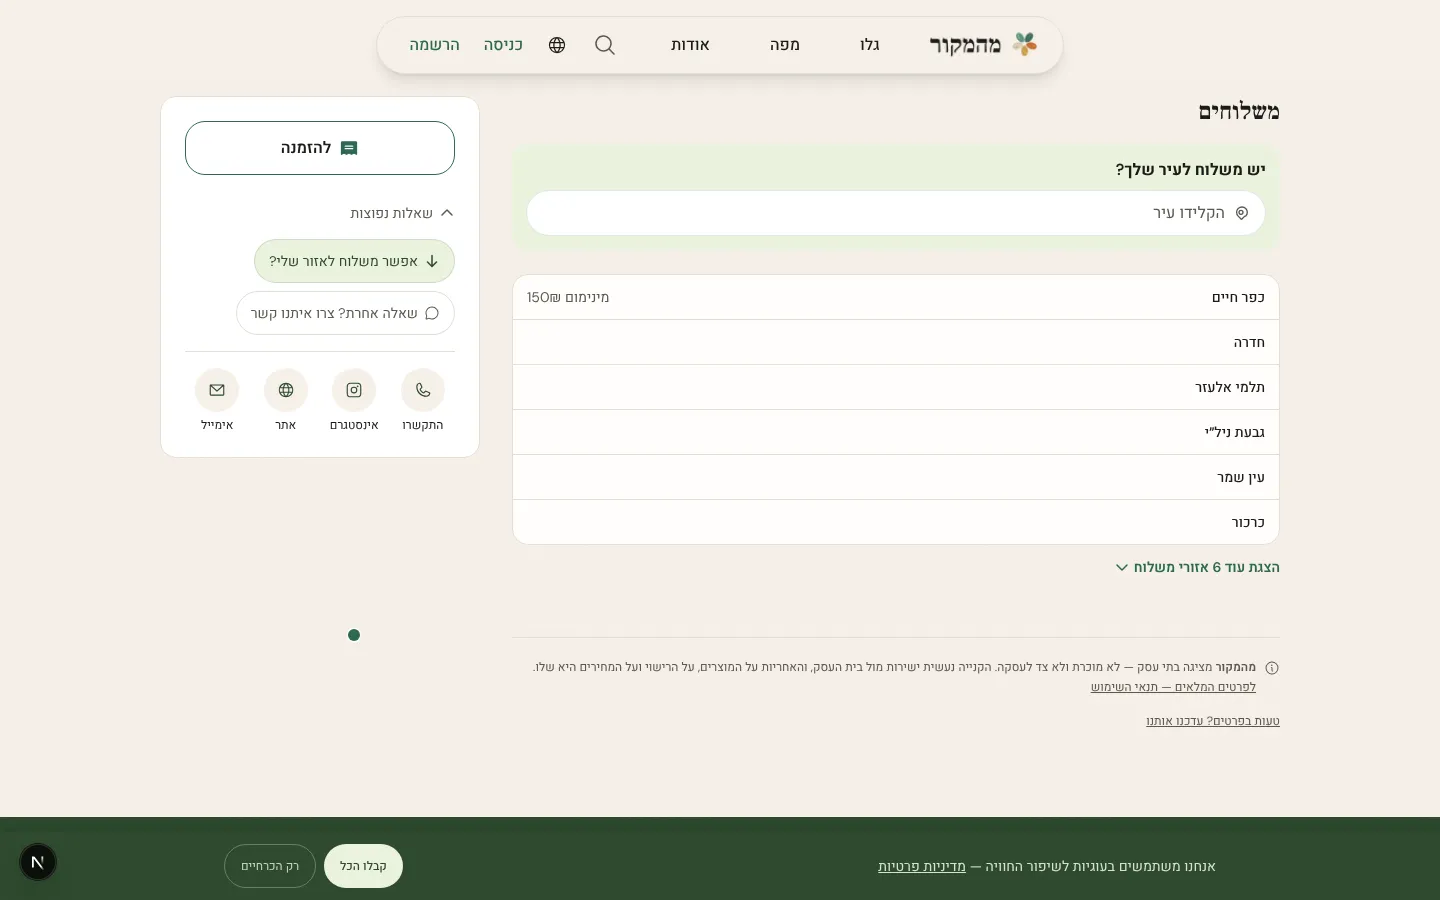 מהמקור
גלו
מפה
אודות
כניסה
הרשמה
משלוחים
יש משלוח לעיר שלך?
הקלידו עיר
כפר חיים
מינימום 150₪
חדרה
תלמי אלעזר
גבעת ניל״י
עין שמר
כרכור
הצגת עוד 6 אזורי משלוח
מהמקור מציגה בתי עסק — לא מוכרת ולא צד לעסקה. הקנייה נעשית ישירות מול בית העסק, והאחריות על המוצרים, על הרישוי ועל המחירים היא שלו.
לפרטים המלאים — תנאי השימוש
טעות בפרטים? עדכנו אותנו
להזמנה
שאלות נפוצות
אפשר משלוח לאזור שלי?
שאלה אחרת? צרו איתנו קשר
התקשרו
אינסטגרם
אתר
אימייל
אנחנו משתמשים בעוגיות לשיפור החוויה — מדיניות פרטיות
קבלו הכל
רק הכרחיים
N